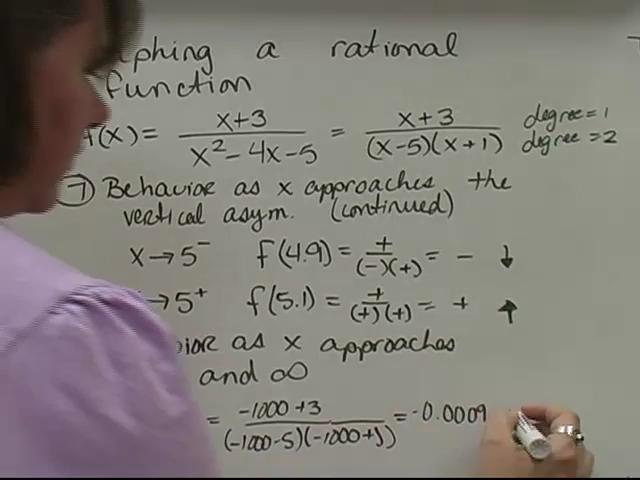 phing a rational
function
f(x) = x+3 / x² - 4x - 5 = x+3 / (x-5)(x+1) degree = 1
degree = 2
7 Behavior as x approaches the
vertical asym. (continued)
x → 5⁻ f(4.9) = + / (-)(+) = - ↓
→ 5⁺ f(5.1) = + / (+)(+) = + ↑
ior as x approaches
and ∞
= -1000+3 / (-1000-5)(-1000+1) = -0.0009